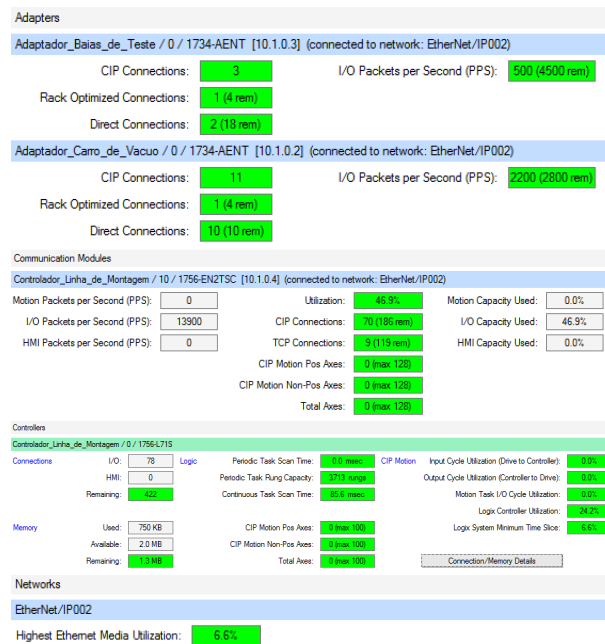 Adapters
Adaptador_Baias_de_Teste / 0 / 1734-AENT [10.1.0.3] (connected to network: EtherNet/IP002)
CIP Connections: 3 I/O Packets per Second (PPS): 500 (4500 rem)
Rack Optimized Connections: 1 (4 rem)
Direct Connections: 2 (18 rem)
Adaptador_Carro_de_Vacuo / 0 / 1734-AENT [10.1.0.2] (connected to network: EtherNet/IP002)
CIP Connections: 11 I/O Packets per Second (PPS): 2200 (2800 rem)
Rack Optimized Connections: 1 (4 rem)
Direct Connections: 10 (10 rem)
Communication Modules
Controlador_Linha_de_Montagem / 10 / 1756-EN2TSC [10.1.0.4] (connected to network: EtherNet/IP002)
Motion Packets per Second (PPS): 0 Utilization: 46.9% Motion Capacity Used: 0.0%
I/O Packets per Second (PPS): 13900 CIP Connections: 70 (186 rem) I/O Capacity Used: 46.9%
HMI Packets per Second (PPS): 0 TCP Connections: 9 (119 rem) HMI Capacity Used: 0.0%
CIP Motion Pos Axes: 0 (max 128)
CIP Motion Non-Pos Axes: 0 (max 128)
Total Axes: 0 (max 128)
Controllers
Controlador_Linha_de_Montagem / 0 / 1756-L71S
Connections I/O: 78 Logic Periodic Task Scan Time: 0.0 msec CIP Motion Input Cycle Utilization (Drive to Controller): 0.0%
HMI: 0 Periodic Task Rung Capacity: 3713 rungs Output Cycle Utilization (Controller to Drive): 0.0%
Remaining: 422 Continuous Task Scan Time: 85.6 msec Motion Task I/O Cycle Utilization: 0.0%
Logix Controller Utilization: 24.2%
Memory Used: 750 KB CIP Motion Pos Axes: 0 (max 100) Logix System Minimum Time Slice: 6.6%
Available: 2.0 MB CIP Motion Non-Pos Axes: 0 (max 100)
Remaining: 1.3 MB Total Axes: 0 (max 100) Connection/Memory Details
Networks
EtherNet/IP002
Highest Ethernet Media Utilization: 6.6%